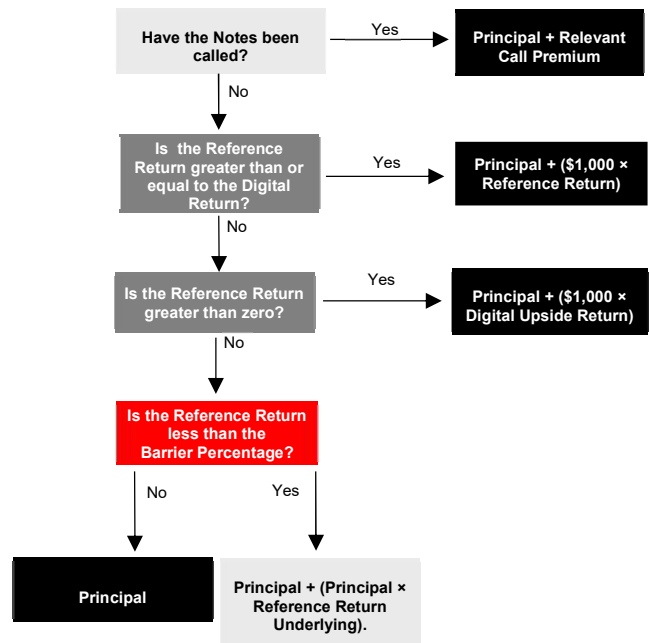 Have the Notes been
called?
Yes
Principal + Relevant
Call Premium
No
Is the Reference
Return greater than or
equal to the Digital
Return?
Yes
Principal + ($1,000 ×
Reference Return)
No
Is the Reference Return
greater than zero?
Yes
Principal + ($1,000 ×
Digital Upside Return)
No
Is the Reference Return
less than the
Barrier Percentage?
No
Yes
Principal
Principal + (Principal ×
Reference Return
Underlying).